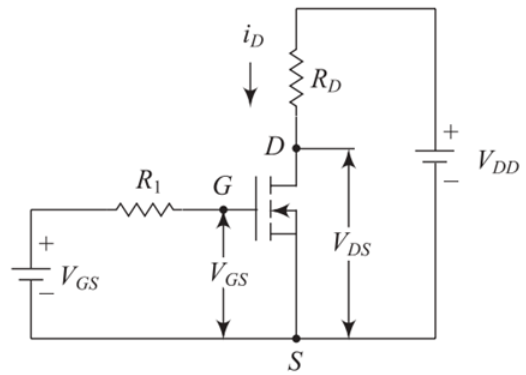 i_D
R_D
D
+
V_DD
−
R_1
G
+
V_GS
−
V_GS
V_DS
S